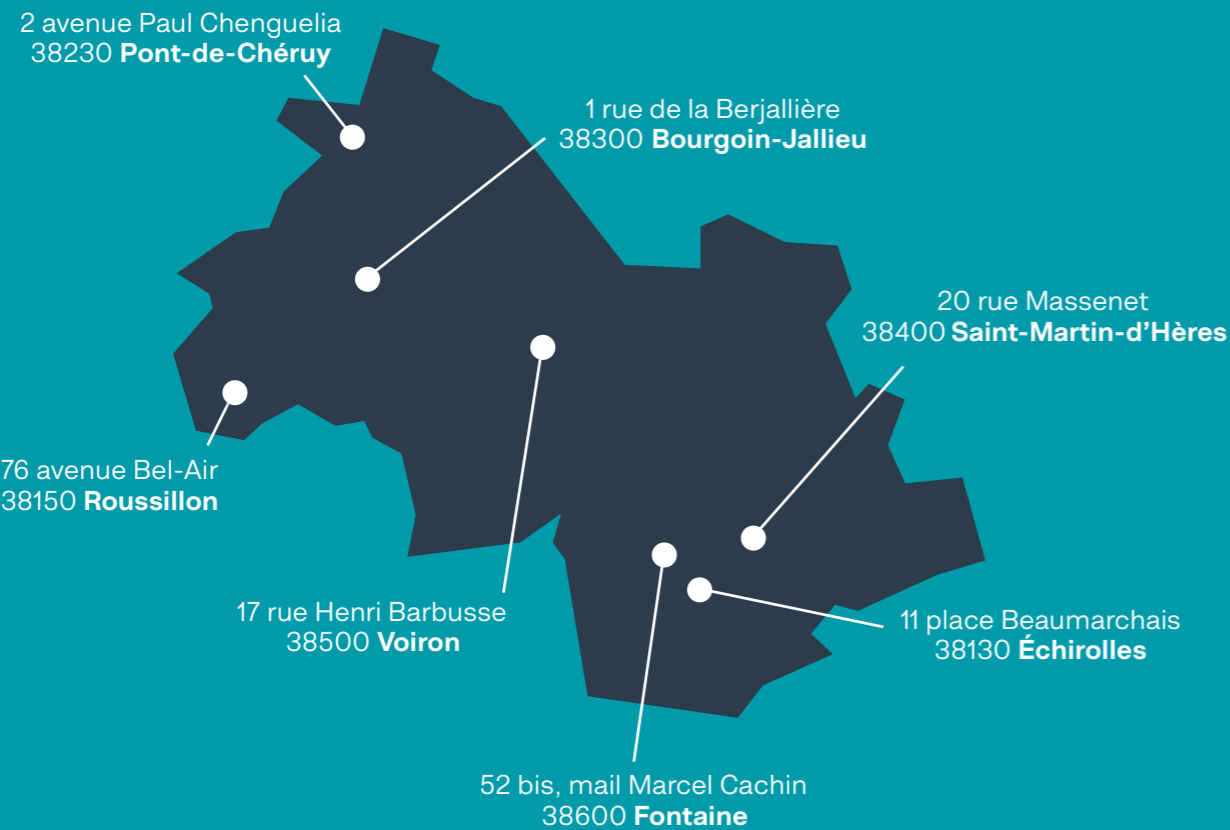 2 avenue Paul Chenguelia
38230 Pont-de-Chéruy
1 rue de la Berjallière
38300 Bourgoin-Jallieu
20 rue Massenet
38400 Saint-Martin-d’Hères
76 avenue Bel-Air
38150 Roussillon
17 rue Henri Barbusse
38500 Voiron
11 place Beaumarchais
38130 Échirolles
52 bis, mail Marcel Cachin
38600 Fontaine